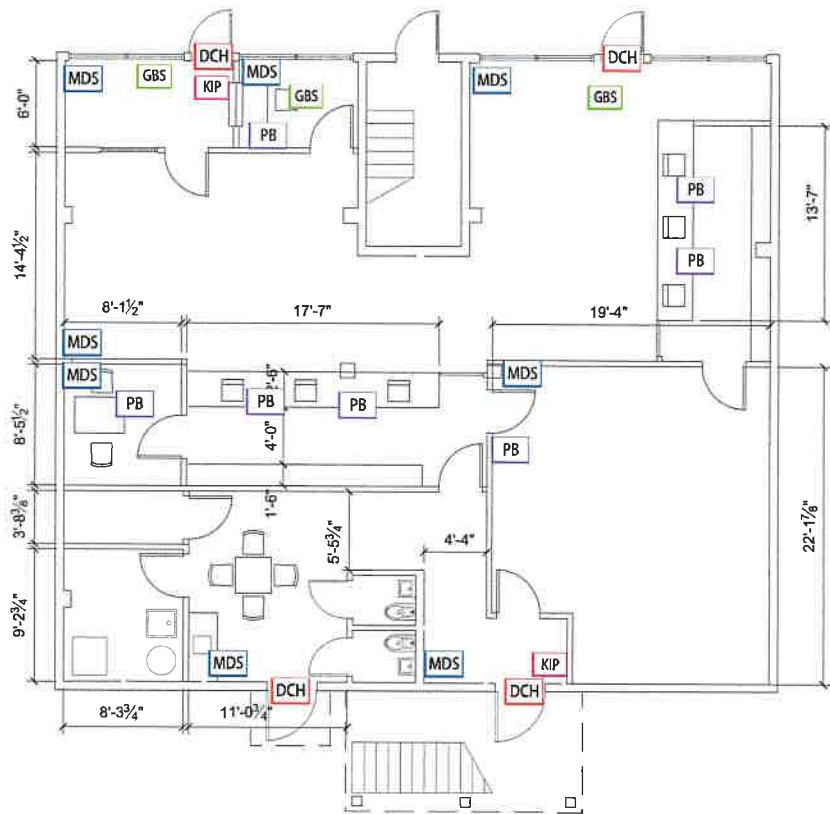 DCH
DCH
MDS
GBS
KIP
MDS
GBS
MDS
GBS
6'-0"
PB
PB
13'-7"
14'-4½"
PB
8'-1½"
17'-7"
19'-4"
MDS
MDS
MDS
PB
PB
PB
8'-5½"
4'-0"
PB
1'-6"
3'-8⅜"
5'-5¾"
4'-4"
22'-1⅞"
9'-2¾"
MDS
MDS
KIP
DCH
DCH
8'-3¾"
11'-0¾"